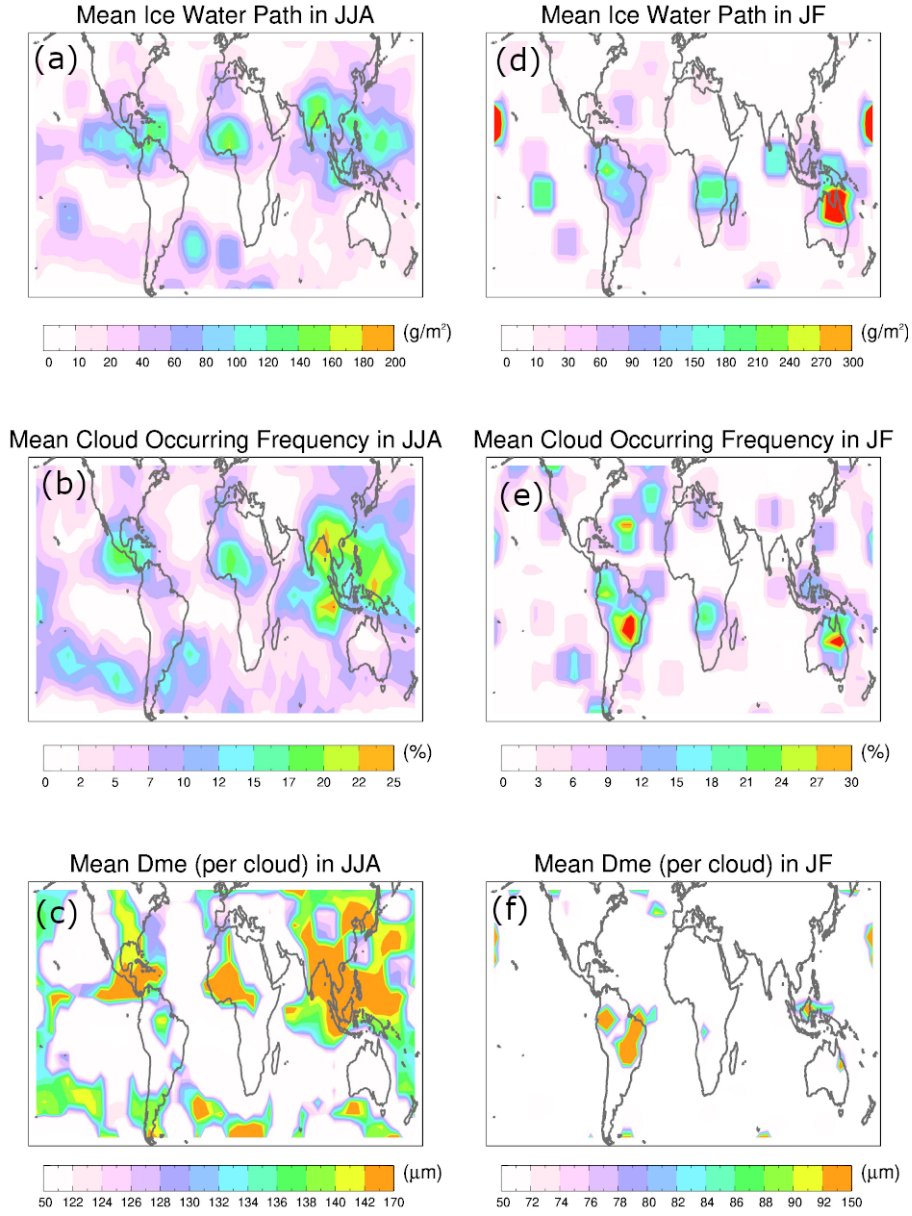 Mean Ice Water Path in JJA
(a)
0 10 20 40 60 80 100 120 140 160 180 200 (g/m²)
Mean Ice Water Path in JF
(d)
0 10 30 60 90 120 150 180 210 240 270 300 (g/m²)
Mean Cloud Occurring Frequency in JJA
(b)
0 2 5 7 10 12 15 17 20 22 25 (%)
Mean Cloud Occurring Frequency in JF
(e)
0 3 6 9 12 15 18 21 24 27 30 (%)
Mean Dme (per cloud) in JJA
(c)
50 122 124 126 128 130 132 134 136 138 140 142 170 (μm)
Mean Dme (per cloud) in JF
(f)
50 72 74 76 78 80 82 84 86 88 90 92 150 (μm)